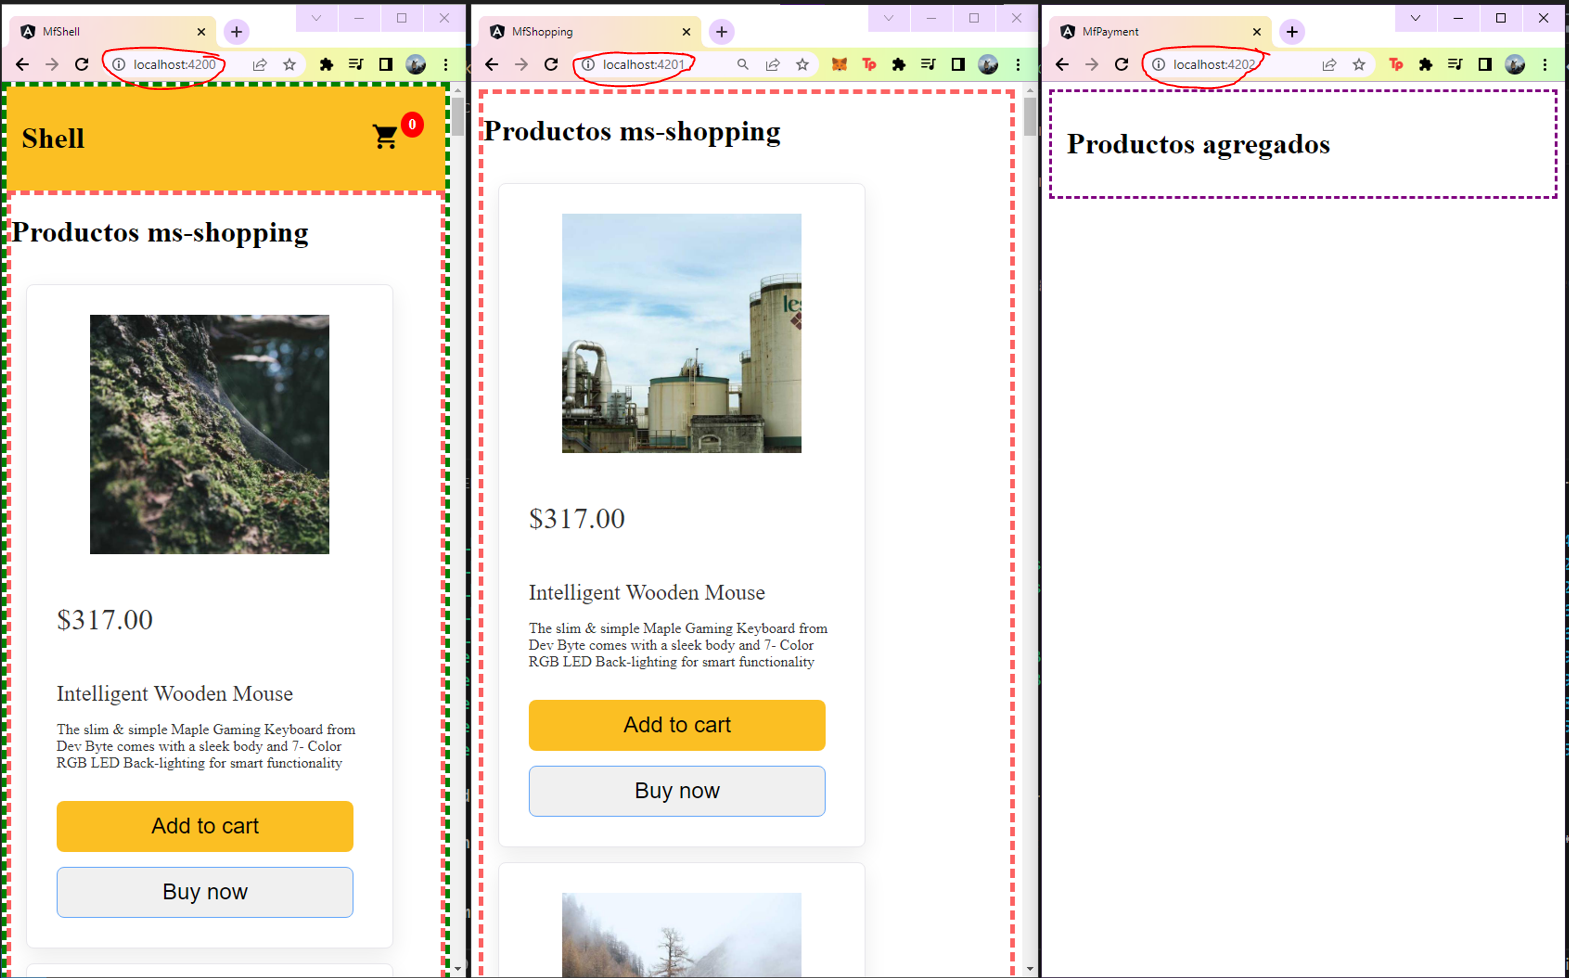 MfShell
localhost:4200
Shell
0
Productos ms-shopping
$317.00
Intelligent Wooden Mouse
The slim & simple Maple Gaming Keyboard from
Dev Byte comes with a sleek body and 7- Color
RGB LED Back-lighting for smart functionality
Add to cart
Buy now
MfShopping
localhost:4201
Tp
Productos ms-shopping
$317.00
Intelligent Wooden Mouse
The slim & simple Maple Gaming Keyboard from
Dev Byte comes with a sleek body and 7- Color
RGB LED Back-lighting for smart functionality
Add to cart
Buy now
MfPayment
localhost:4202
Tp
Productos agregados